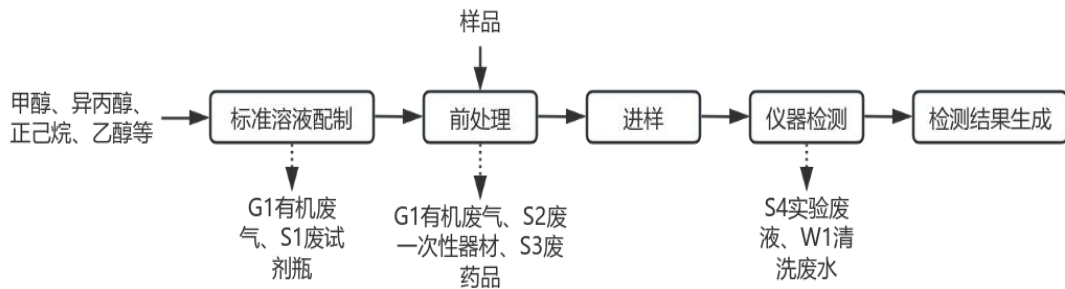 样品
甲醇、异丙醇、
正己烷、乙醇等
标准溶液配制
前处理
进样
仪器检测
检测结果生成
G1有机废
气、S1废试
剂瓶
G1有机废气、S2废
一次性器材、S3废
药品
S4实验废
液、W1清
洗废水